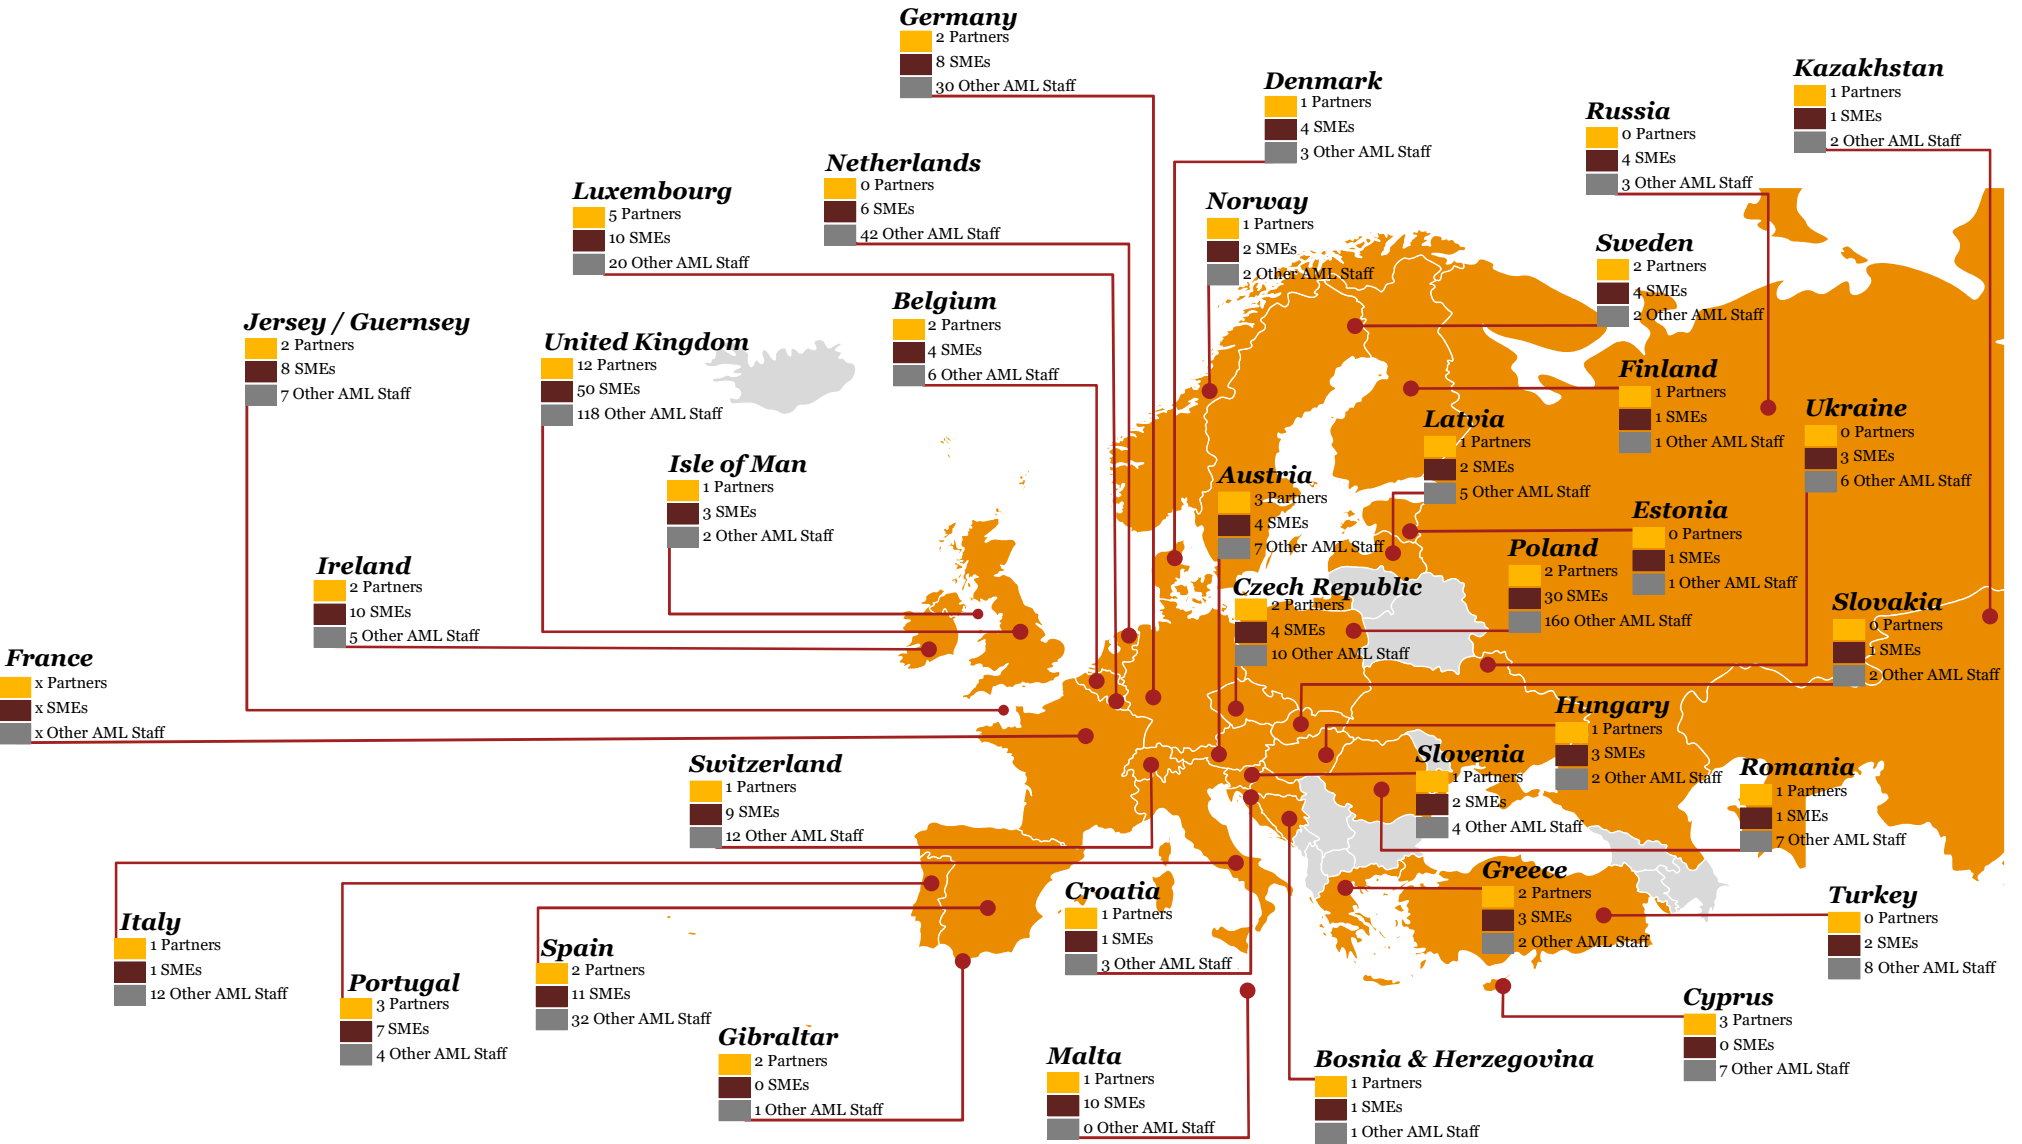 Germany
2 Partners
8 SMEs
30 Other AML Staff
Denmark
1 Partners
4 SMEs
3 Other AML Staff
Kazakhstan
1 Partners
1 SMEs
2 Other AML Staff
Russia
0 Partners
4 SMEs
3 Other AML Staff
Netherlands
0 Partners
6 SMEs
42 Other AML Staff
Luxembourg
5 Partners
10 SMEs
20 Other AML Staff
Norway
1 Partners
2 SMEs
2 Other AML Staff
Sweden
2 Partners
4 SMEs
2 Other AML Staff
Belgium
2 Partners
4 SMEs
6 Other AML Staff
Jersey / Guernsey
2 Partners
8 SMEs
7 Other AML Staff
United Kingdom
12 Partners
50 SMEs
118 Other AML Staff
Finland
1 Partners
1 SMEs
1 Other AML Staff
Ukraine
0 Partners
3 SMEs
6 Other AML Staff
Latvia
1 Partners
2 SMEs
5 Other AML Staff
Isle of Man
1 Partners
3 SMEs
2 Other AML Staff
Austria
3 Partners
4 SMEs
7 Other AML Staff
Estonia
0 Partners
1 SMEs
1 Other AML Staff
Poland
2 Partners
30 SMEs
160 Other AML Staff
Ireland
2 Partners
10 SMEs
5 Other AML Staff
Czech Republic
2 Partners
4 SMEs
10 Other AML Staff
Slovakia
0 Partners
1 SMEs
2 Other AML Staff
France
x Partners
x SMEs
x Other AML Staff
Hungary
1 Partners
3 SMEs
2 Other AML Staff
Slovenia
1 Partners
2 SMEs
4 Other AML Staff
Switzerland
1 Partners
9 SMEs
12 Other AML Staff
Romania
1 Partners
1 SMEs
7 Other AML Staff
Greece
2 Partners
3 SMEs
2 Other AML Staff
Croatia
1 Partners
1 SMEs
3 Other AML Staff
Turkey
0 Partners
2 SMEs
8 Other AML Staff
Italy
1 Partners
1 SMEs
12 Other AML Staff
Spain
2 Partners
11 SMEs
32 Other AML Staff
Portugal
3 Partners
7 SMEs
4 Other AML Staff
Cyprus
3 Partners
0 SMEs
7 Other AML Staff
Gibraltar
2 Partners
0 SMEs
1 Other AML Staff
Malta
1 Partners
10 SMEs
0 Other AML Staff
Bosnia & Herzegovina
1 Partners
1 SMEs
1 Other AML Staff